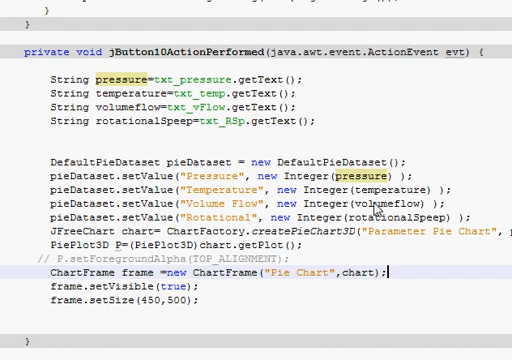 }
}
private void jButton10ActionPerformed(java.awt.event.ActionEvent evt) {
String pressure=txt_pressure.getText();
String temperature=txt_temp.getText();
String volumeflow=txt_vFlow.getText();
String rotationalSpeep=txt_RSp.getText();
DefaultPieDataset pieDataset = new DefaultPieDataset();
pieDataset.setValue("Pressure", new Integer(pressure) );
pieDataset.setValue("Temperature", new Integer(temperature) );
pieDataset.setValue("Volume Flow", new Integer(volumeflow) );
pieDataset.setValue("Rotational", new Integer(rotationalSpeep) );
JFreeChart chart= ChartFactory.createPieChart3D("Parameter Pie Chart",
PiePlot3D P=(PiePlot3D)chart.getPlot();
// P.setForegroundAlpha(TOP_ALIGNMENT);
ChartFrame frame =new ChartFrame("Pie Chart",chart);
frame.setVisible(true);
frame.setSize(450,500);
}